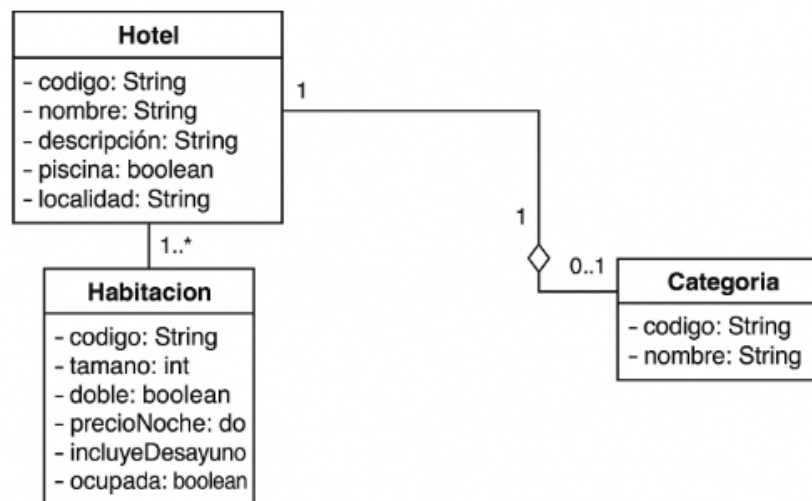 Hotel
- codigo: String
- nombre: String
- descripción: String
- piscina: boolean
- localidad: String
1
1
1..*
0..1
Habitacion
- codigo: String
- tamano: int
- doble: boolean
- precioNoche: do
- incluyeDesayuno
- ocupada: boolean
Categoria
- codigo: String
- nombre: String